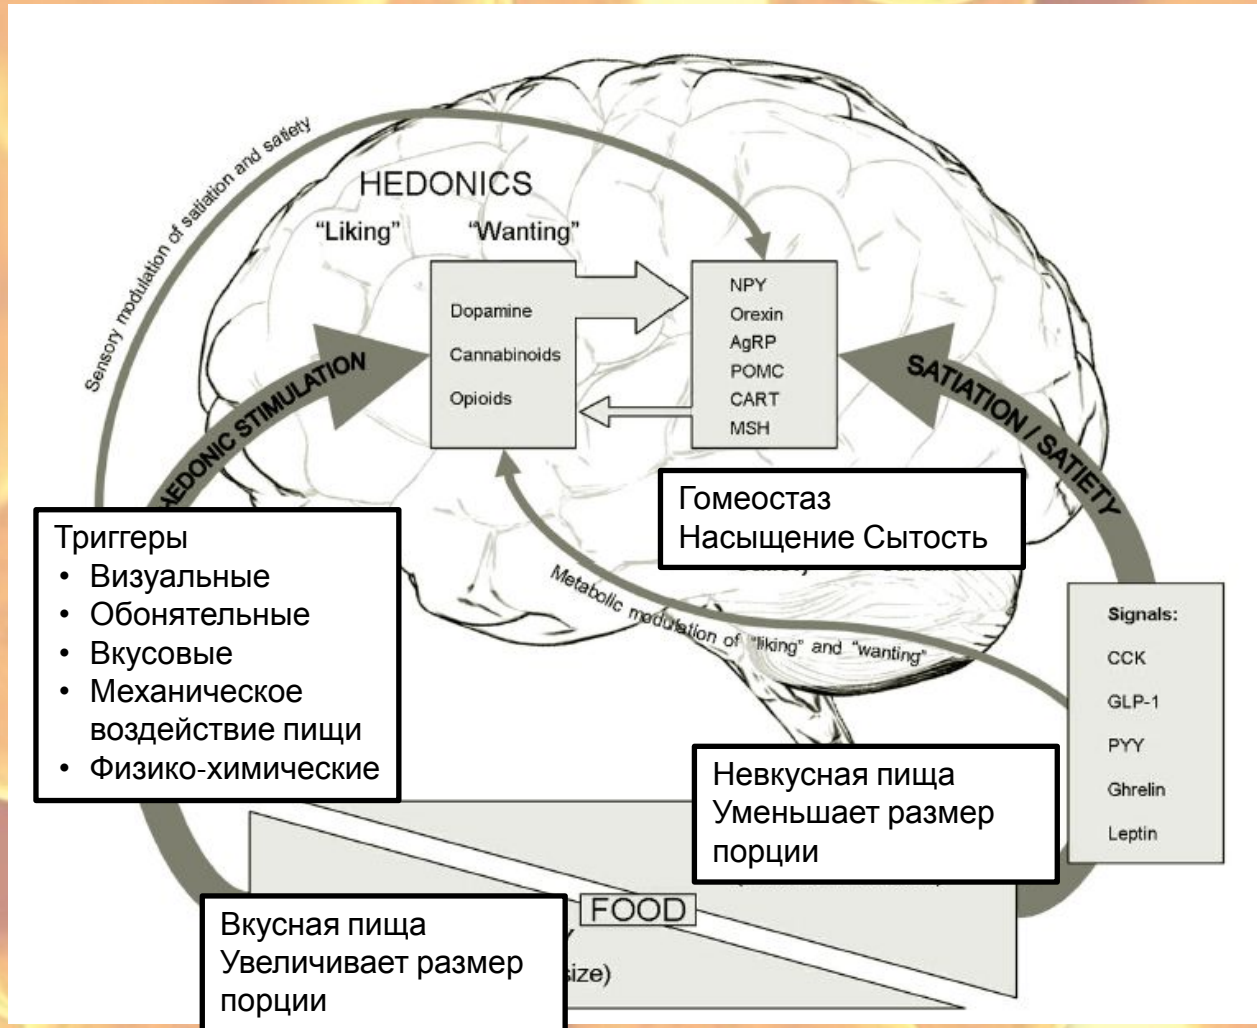 Sensory modulation of satiation and satiety
HEDONICS
“Liking” “Wanting”
Dopamine
Cannabinoids
Opioids
NPY
Orexin
AgRP
POMC
CART
MSH
AEDONIC STIMULATION
SATIATION / SATIETY
Гомеостаз
Насыщение Сытость
Триггеры
• Визуальные
• Обонятельные
• Вкусовые
• Механическое
воздействие пищи
• Физико-химические
Metabolic modulation of “liking” and “wanting”
Signals:
CCK
GLP-1
PYY
Ghrelin
Leptin
Невкусная пища
Уменьшает размер
порции
FOOD
Вкусная пища
Увеличивает размер
порции
size)